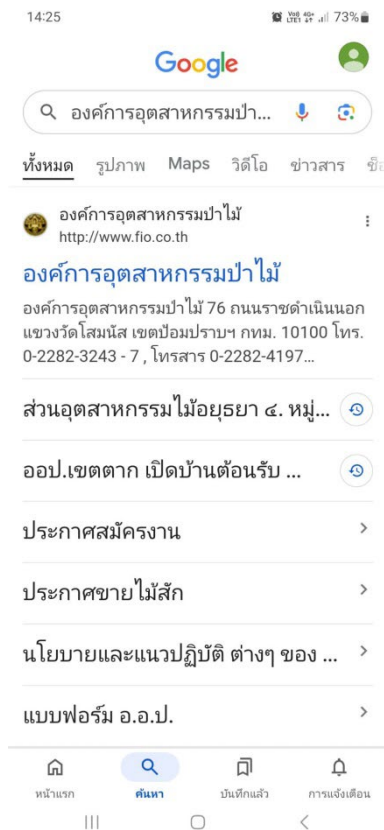 14:25
Vo)) 4G+ LTE1 73%
Google
องค์การอุตสาหกรรมป่า...
ทั้งหมด รูปภาพ Maps วิดีโอ ข่าวสาร
องค์การอุตสาหกรรมป่าไม้
http://www.fio.co.th
องค์การอุตสาหกรรมป่าไม้
องค์การอุตสาหกรรมป่าไม้ 76 ถนนราชดำเนินนอก
แขวงวัดโสมนัส เขตป้อมปราบฯ กทม. 10100 โทร.
0-2282-3243 - 7 , โทรสาร 0-2282-4197...
ส่วนอุตสาหกรรมไม้อยุธยา ๔. หมู่...
ออป.เขตตาก เปิดบ้านต้อนรับ ...
ประกาศสมัครงาน
ประกาศขายไม้สัก
นโยบายและแนวปฏิบัติ ต่างๆ ของ ...
แบบฟอร์ม อ.อ.ป.
หน้าแรก ค้นหา บันทึกแล้ว การแจ้งเตือน